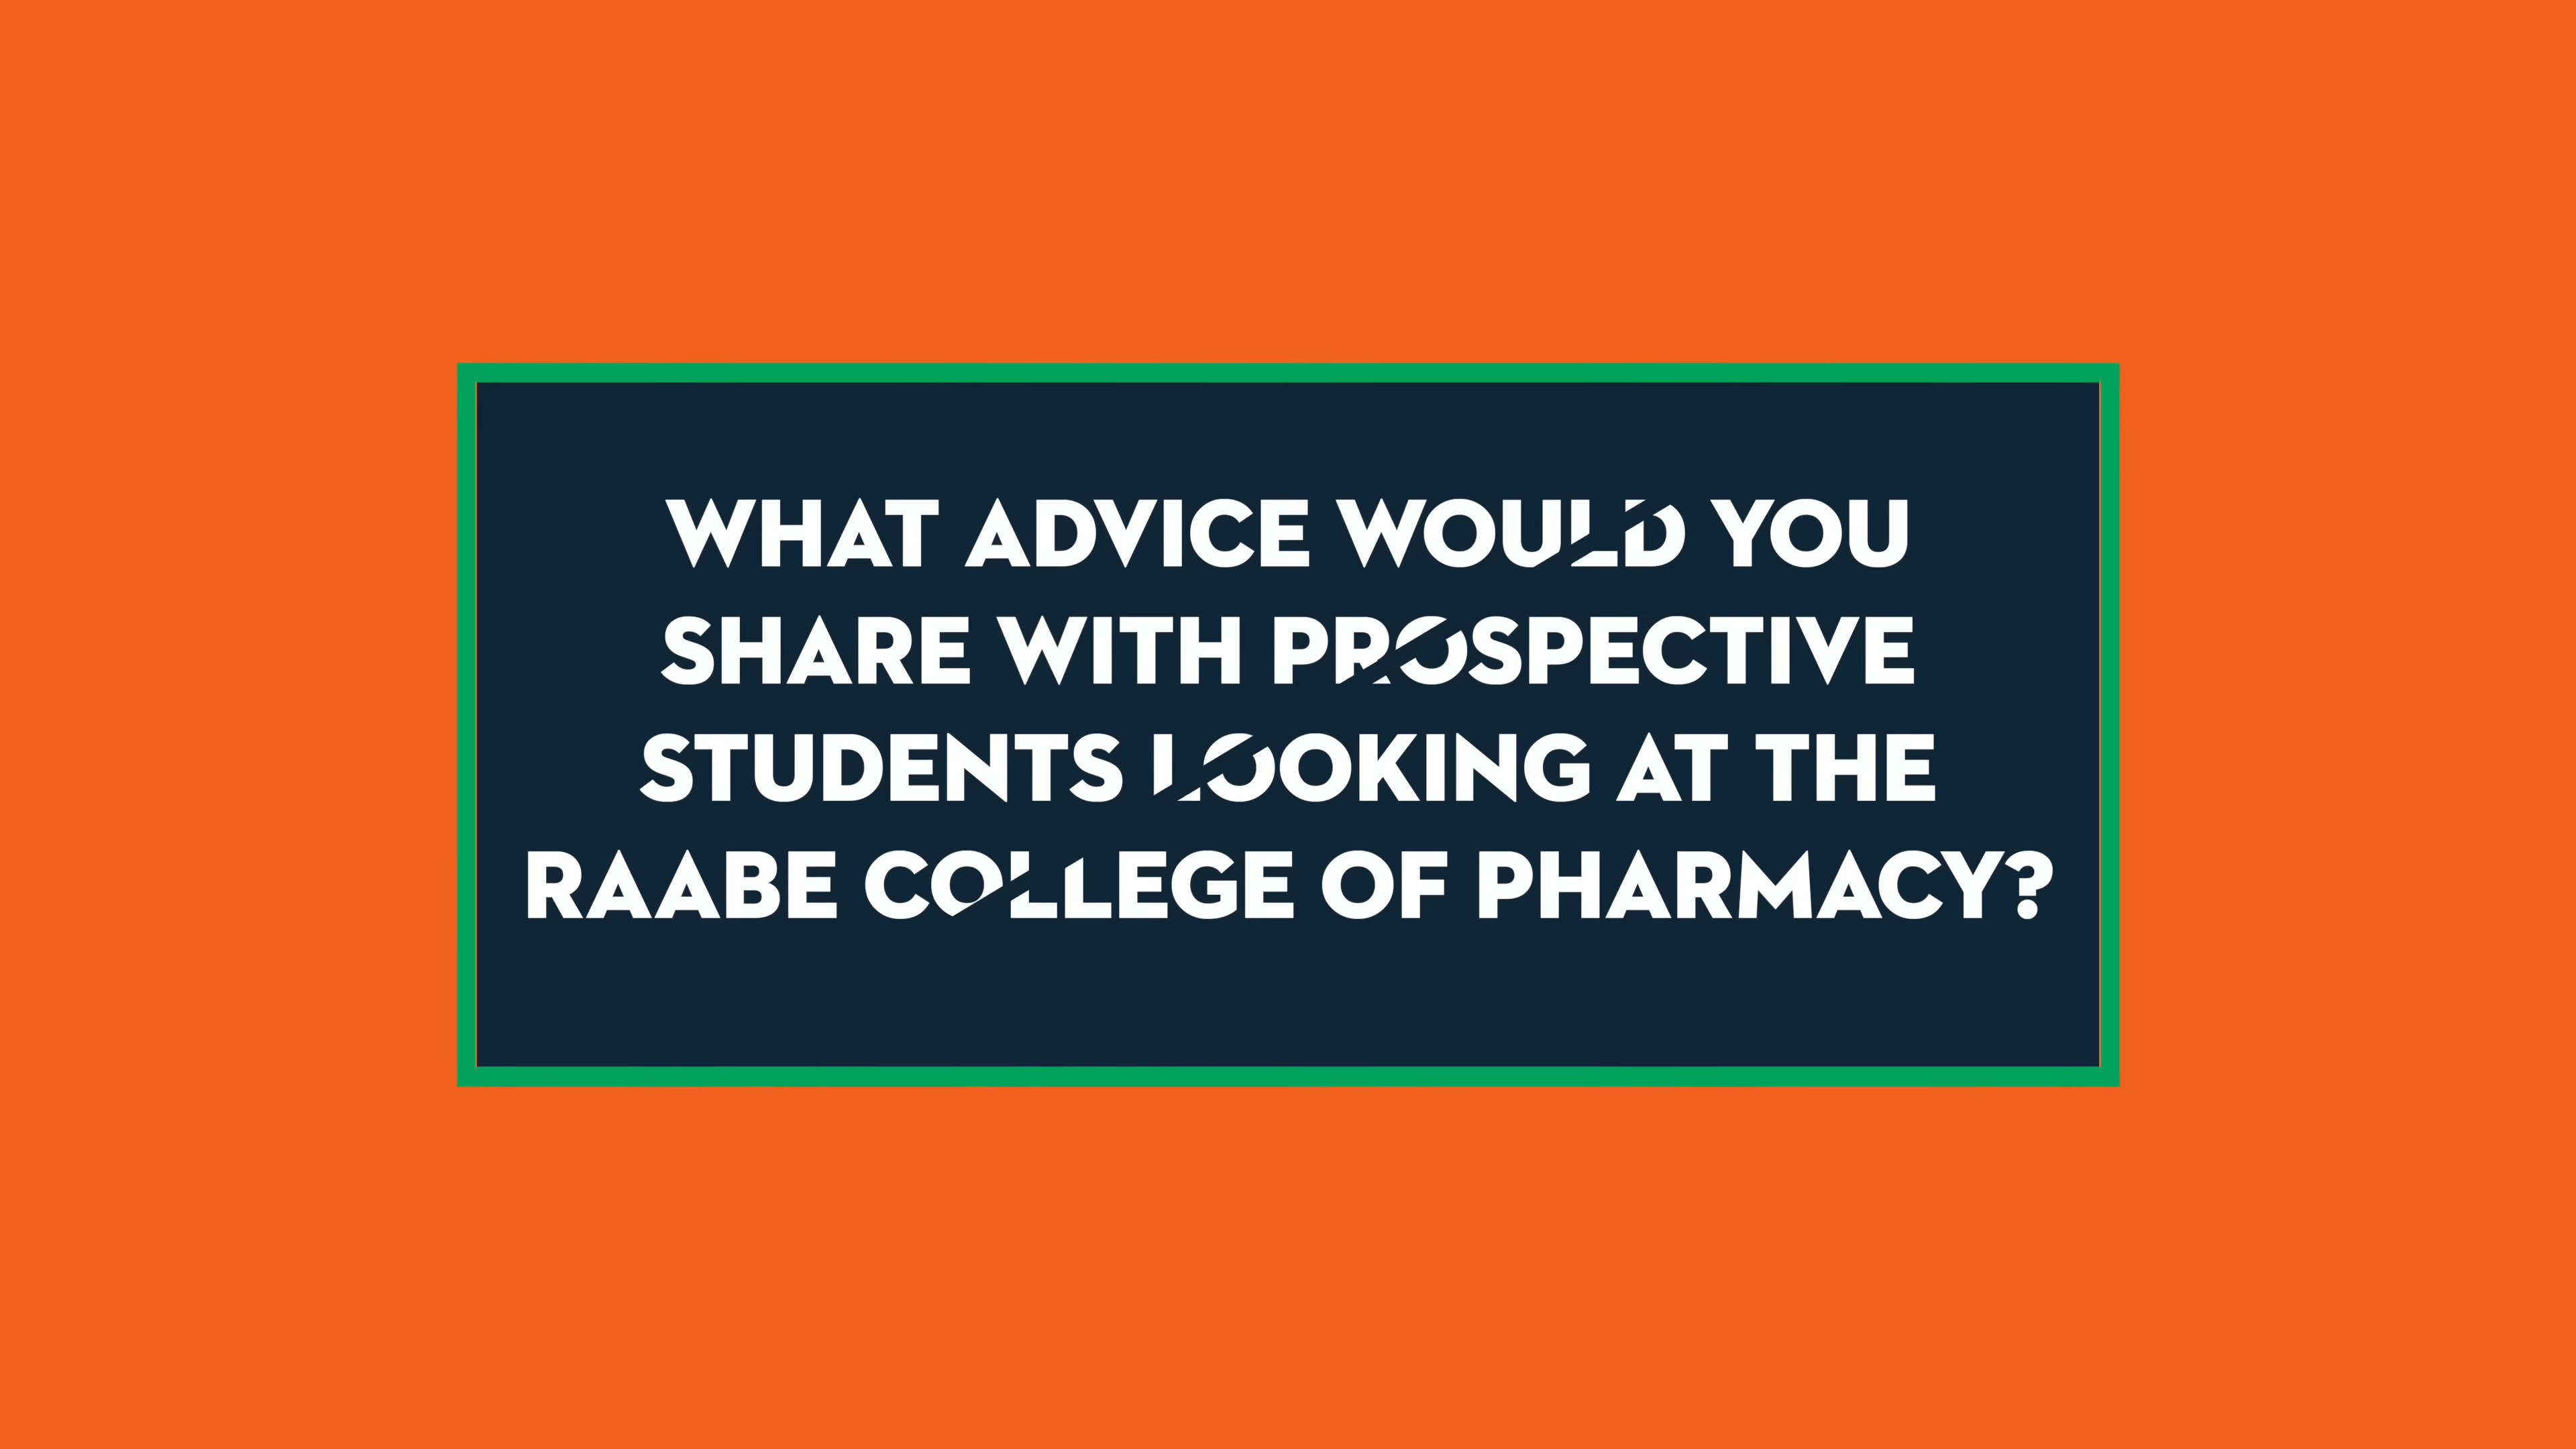 WHAT ADVICE WOULD YOU
SHARE WITH PROSPECTIVE
STUDENTS LOOKING AT THE
RAABE COLLEGE OF PHARMACY?